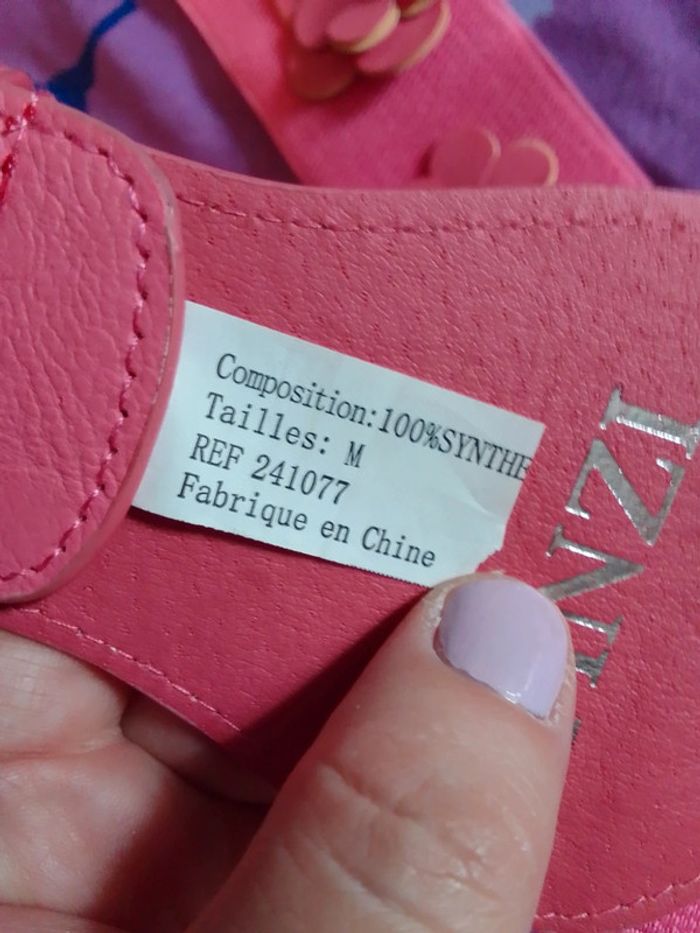 Composition:100%SYNTHE
Tailles: M
REF 241077
Fabrique en Chine